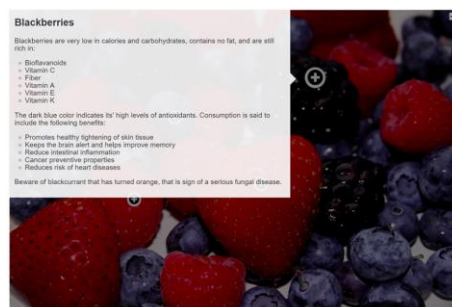 Blackberries
Blackberries are very low in calories and carbohydrates, contains no fat, and are still
rich in:
Bioflavanoids
Vitamin C
Fiber
Vitamin A
Vitamin E
Vitamin K
The dark blue color indicates its' high levels of antioxidants. Consumption is said to
include the following benefits:
Promotes healthy tightening of skin tissue
Keeps the brain alert and helps improve memory
Reduce intestinal inflammation
Cancer preventive properties
Reduces risk of heart diseases
Beware of blackcurrant that has turned orange, that is sign of a serious fungal disease.